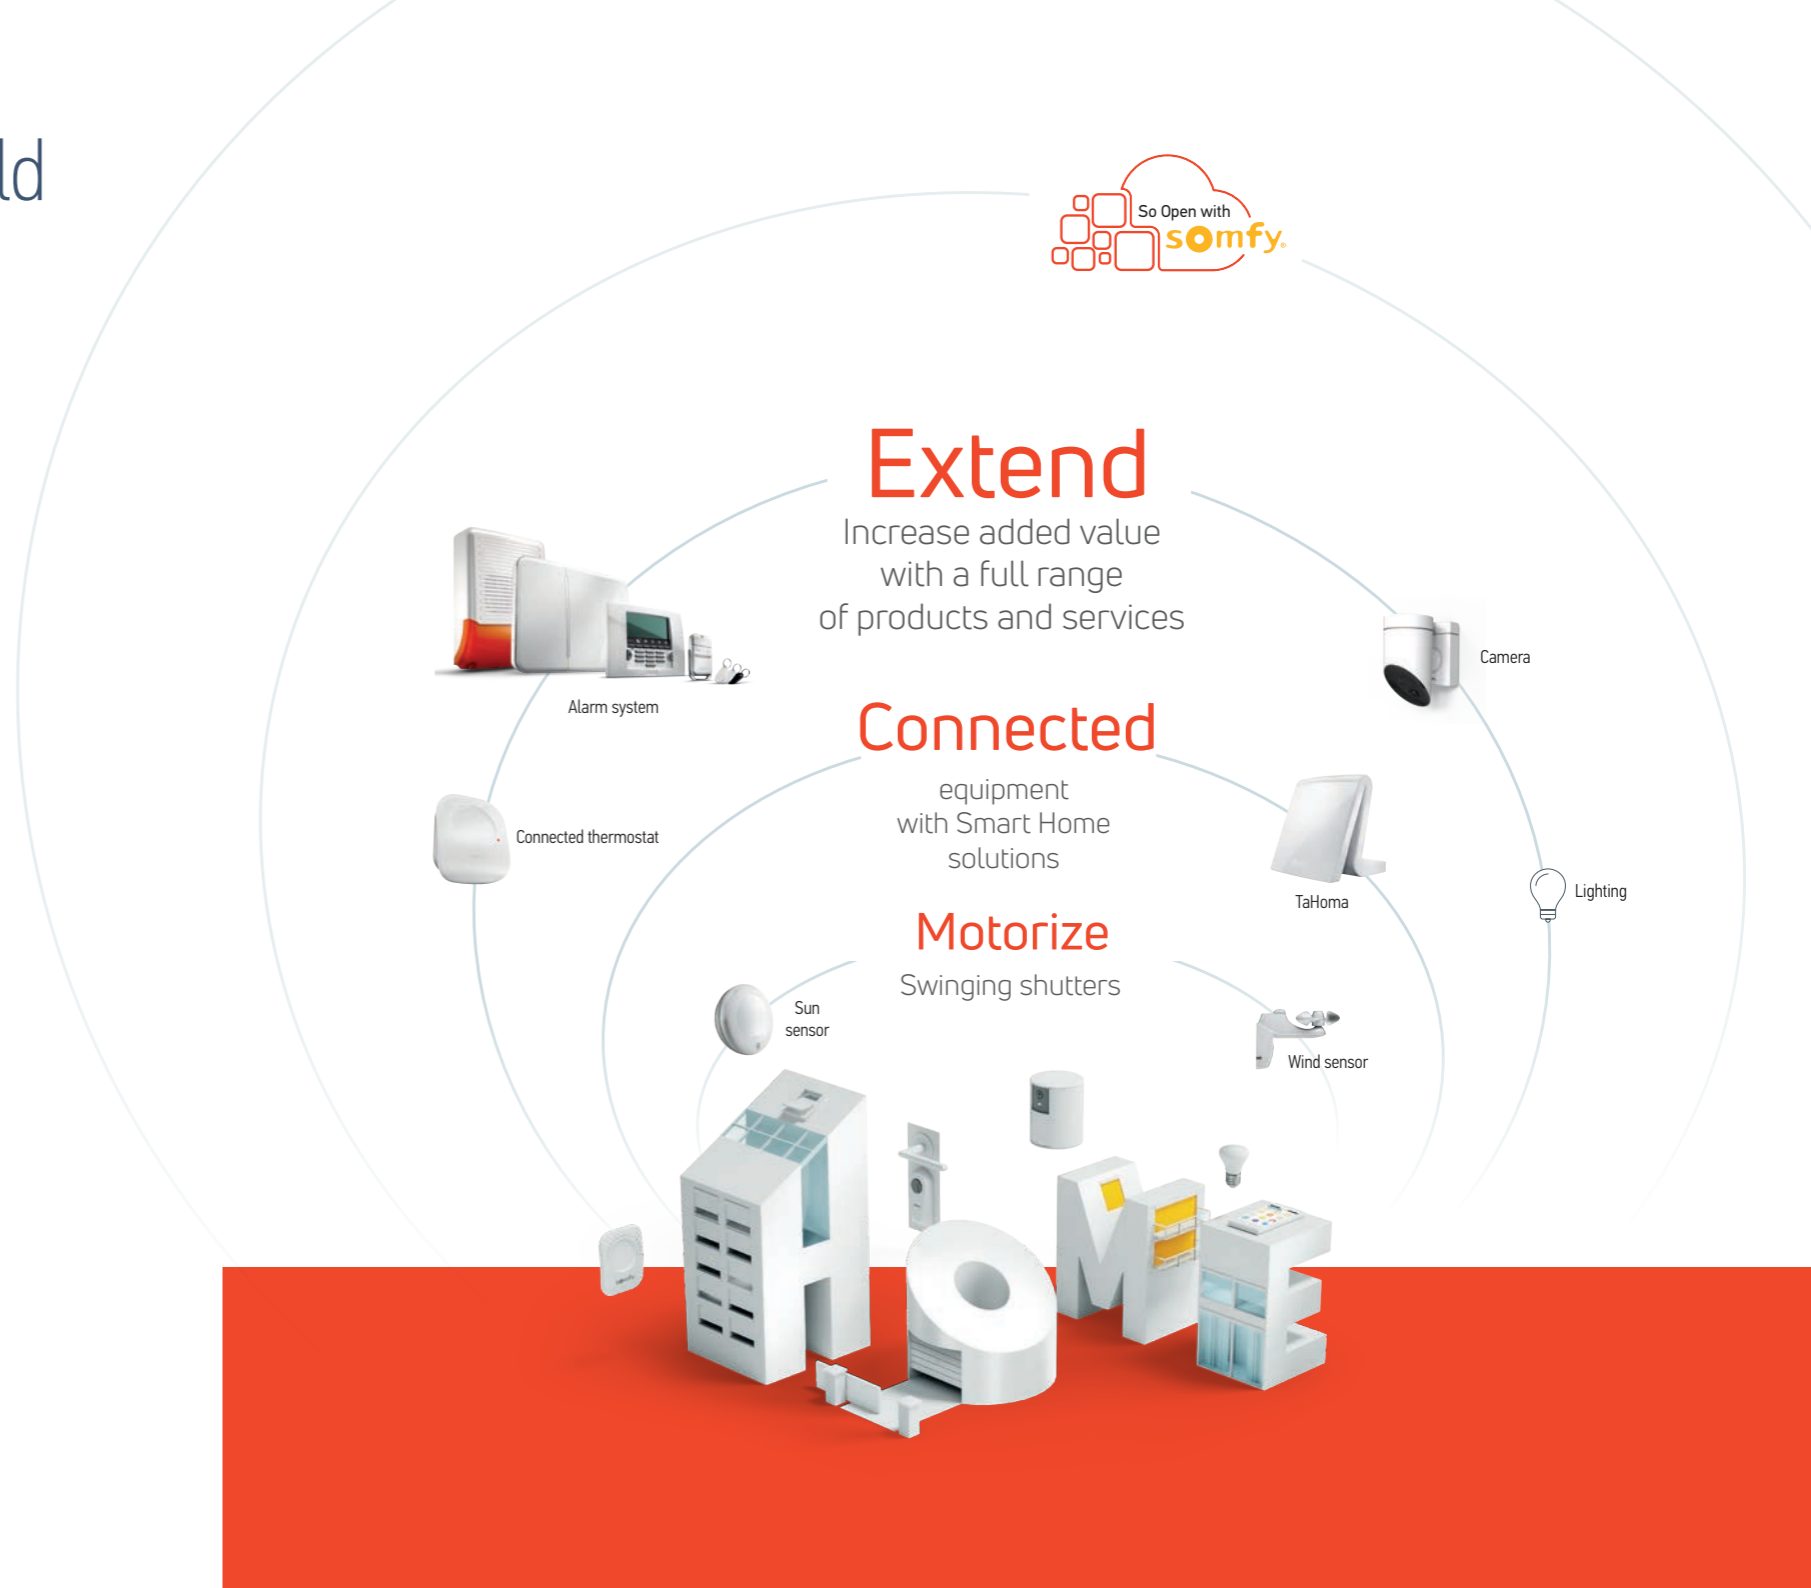 ld
So Open with
somfy®
Extend
Increase added value
with a full range
of products and services
Alarm system
Camera
Connected
equipment
with Smart Home
solutions
Connected thermostat
TaHoma
Lighting
Motorize
Swinging shutters
Sun
sensor
Wind sensor
HOME